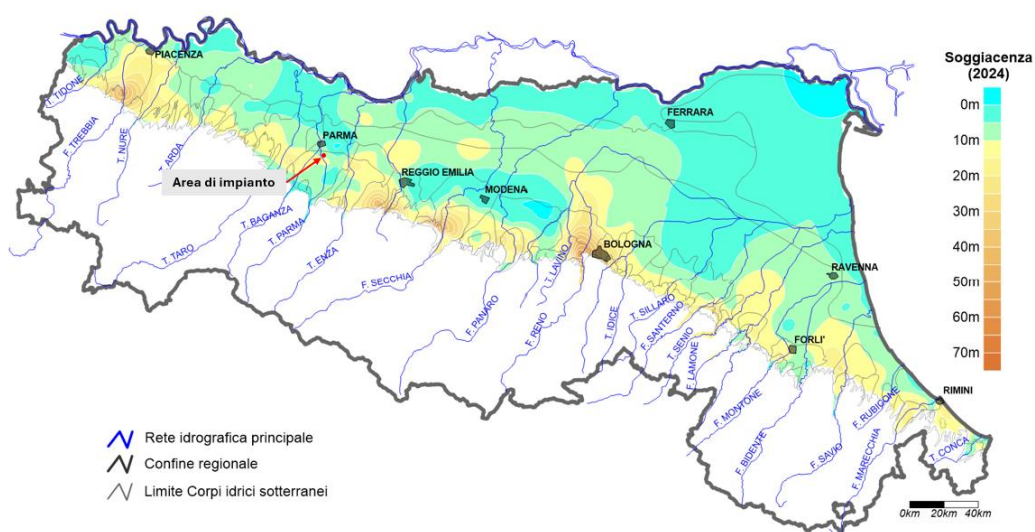 PIACENZA
T. TIDONE
F. TREBBIA
T. NURE
T. ARDA
PARMA
Area di impianto
REGGIO EMILIA
MODENA
FERRARA
BOLOGNA
RAVENNA
FORLI'
RIMINI
T. TARO
T. BAGANZA
T. PARMA
T. ENZA
F. SECCHIA
F. PANARO
F. RENO
T. LAVINO
T. IDICE
T. SILLARO
F. SANTERNO
T. SENIO
F. LAMONE
F. MONTONE
F. BIDENTE
F. SAVIO
F. RUBICONE
F. MARECCHIA
T. CONCA
Soggiacenza
(2024)
0m
10m
20m
30m
40m
50m
60m
70m
Rete idrografica principale
Confine regionale
Limite Corpi idrici sotterranei
0km 20km 40km